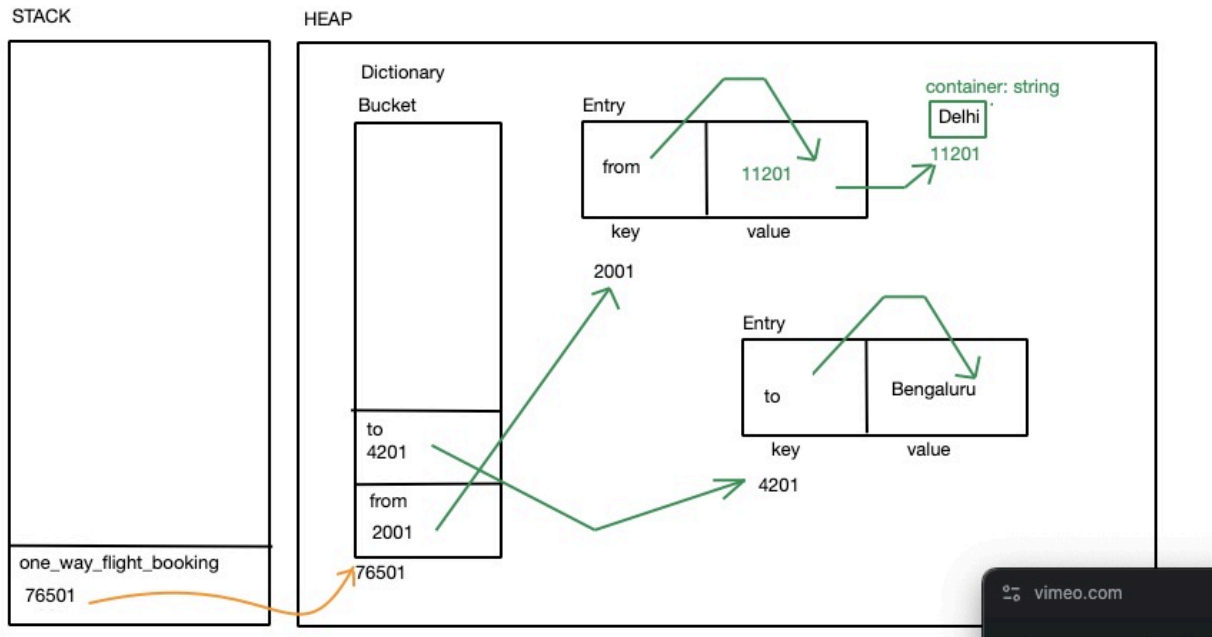 STACK
HEAP
Dictionary
Bucket
Entry
container: string
Delhi
11201
from
11201
key
value
2001
Entry
to
Bengaluru
key
value
4201
to
4201
from
2001
76501
one_way_flight_booking
76501
vimeo.com